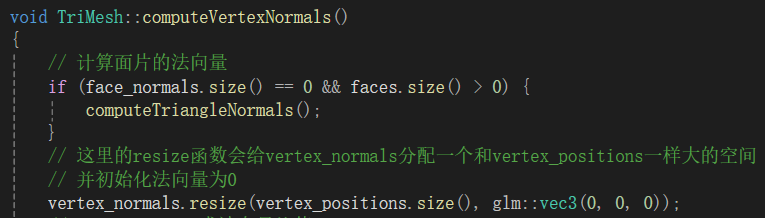 void TriMesh::computeVertexNormals()
{
// 计算面片的法向量
if (face_normals.size() == 0 && faces.size() > 0) {
computeTriangleNormals();
}
// 这里的resize函数会给vertex_normals分配一个和vertex_positions一样大的空间
// 并初始化法向量为0
vertex_normals.resize(vertex_positions.size(), glm::vec3(0, 0, 0));